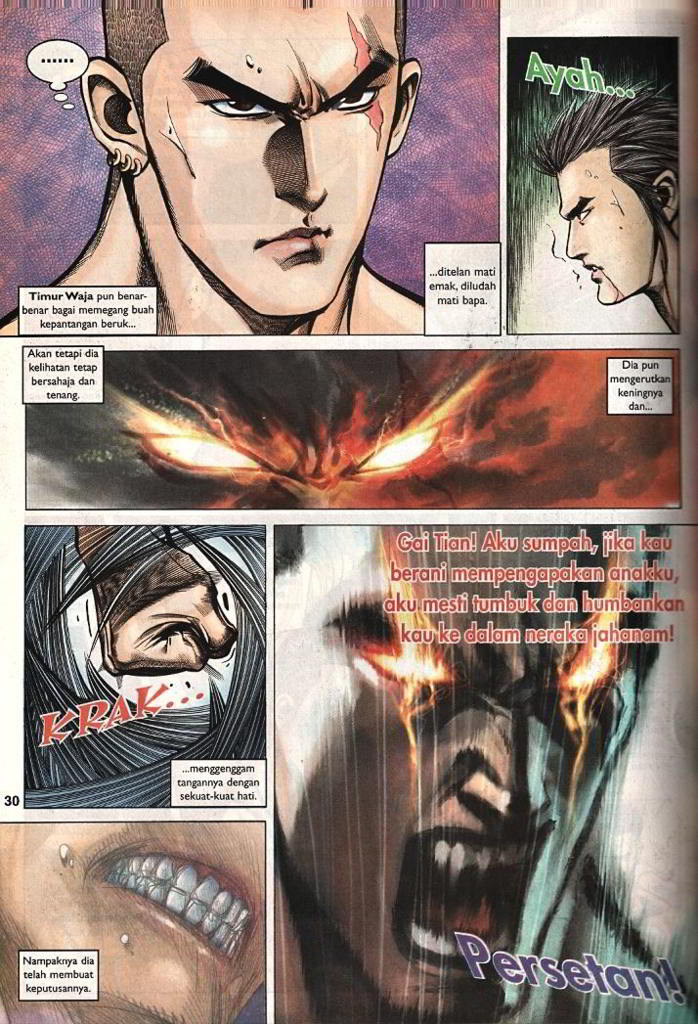 ......
Timur Waja pun benar-
benar bagai memegang buah
kepantangan beruk...
...ditelan mati
emak, diludah
mati bapa.
Ayah...
Akan tetapi dia
kelihatan tetap
bersahaja dan
tenang.
Dia pun
mengerutkan
keningnya
dan...
KRAK...
...menggenggam
tangannya dengan
sekuat-kuat hati.
Gai Tian! Aku sumpah, jika kau
berani mempengapakan anakku,
aku mesti tumbuk dan humbankan
kau ke dalam neraka jahanam!
Nampaknya dia
telah membuat
keputusannya.
Persetan!
30